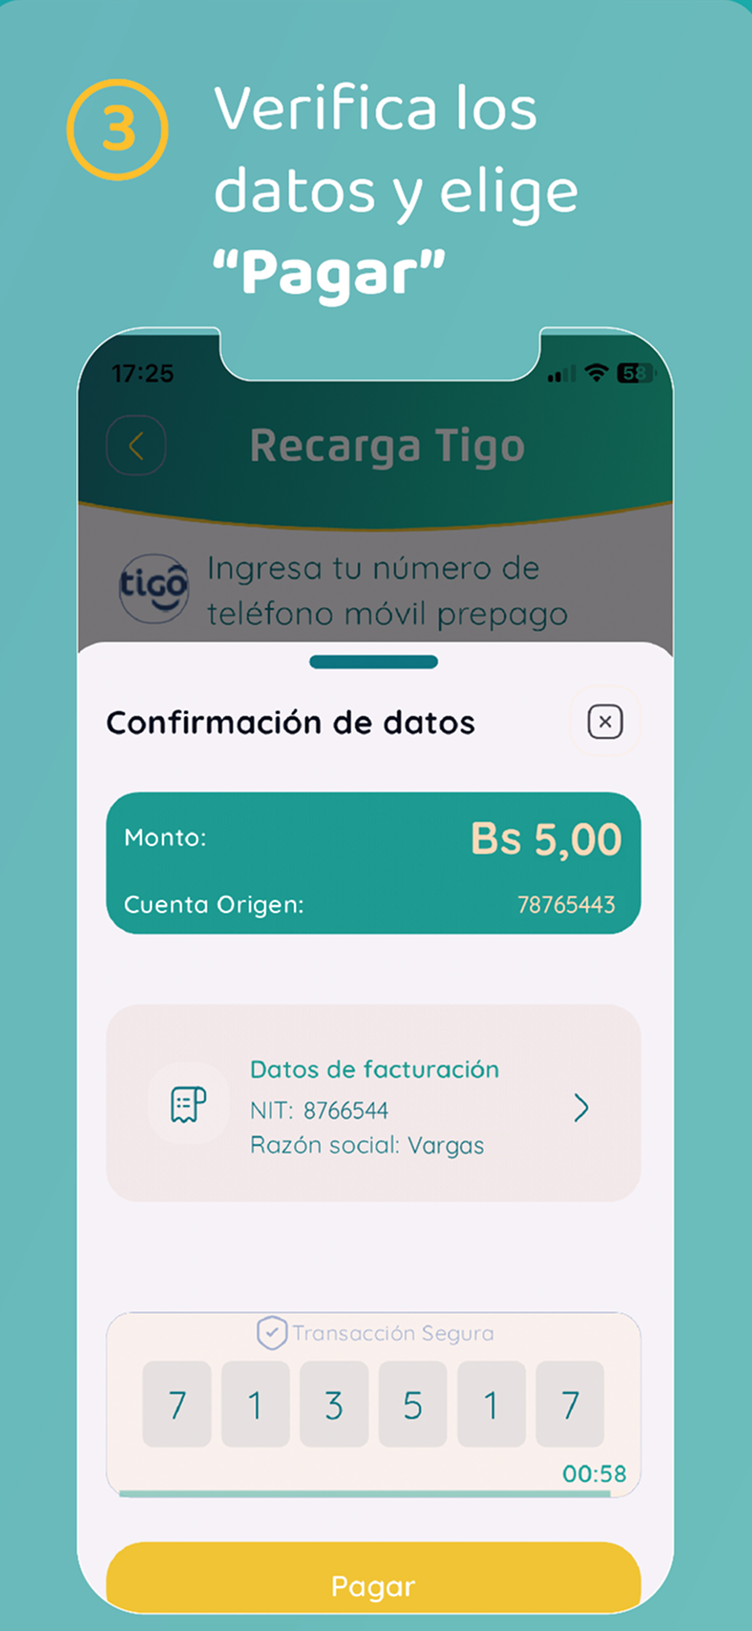 3
Verifica los
datos y elige
“Pagar”
17:25
58
Recarga Tigo
tigo
Ingresa tu número de
teléfono móvil prepago
Confirmación de datos
Monto:
Bs 5,00
Cuenta Origen:
78765443
Datos de facturación
NIT: 8766544
Razón social: Vargas
Transacción Segura
7 1 3 5 1 7
00:58
Pagar